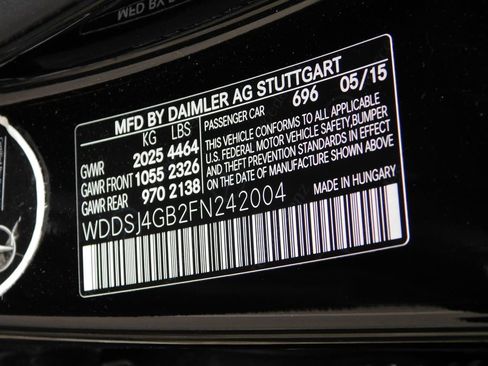 MFD BY DAIMLER AG STUTTGART
KG LBS
GVWR 2025 4464
GAWR FRONT 1055 2326
GAWR REAR 970 2138
PASSENGER CAR 696 05/15
THIS VEHICLE CONFORMS TO ALL APPLICABLE
U.S. FEDERAL MOTOR VEHICLE SAFETY,BUMPER
AND THEFT PREVENTION STANDARDS IN EFFECT
ON THE DATE OF MANUFACTURE SHOWN ABOVE
WDDSJ4GB2FN242004
MADE IN HUNGARY